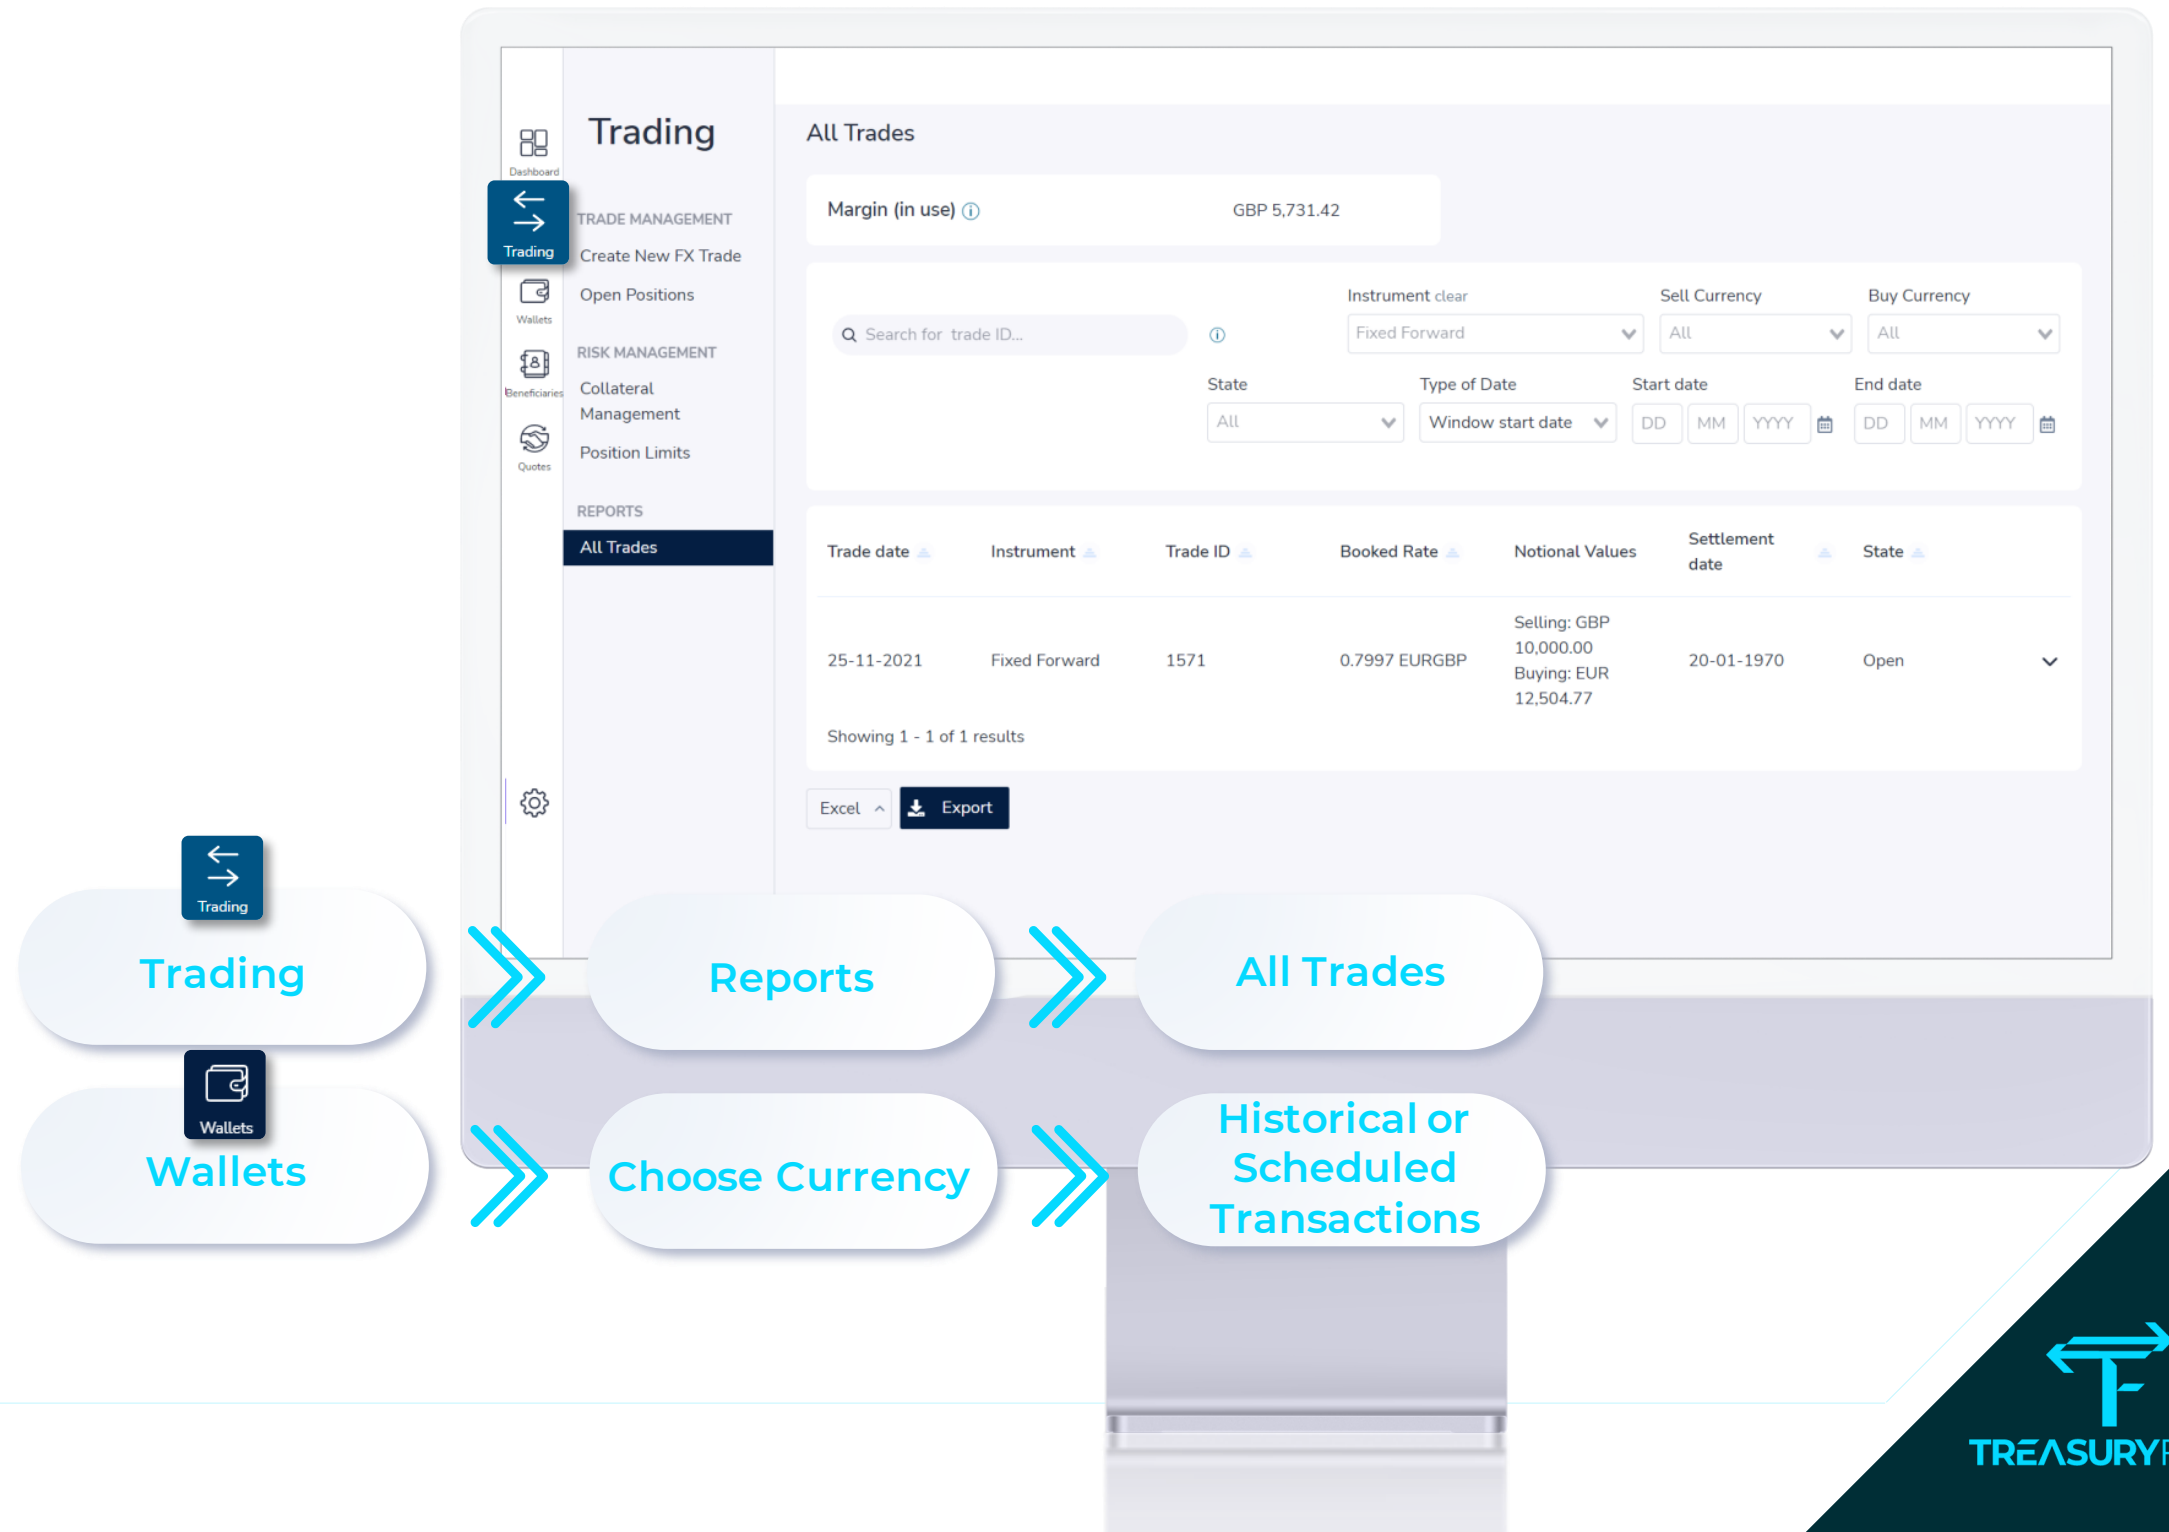 Trading
All Trades
Dashboard
Margin (in use)
GBP 5,731.42
Trading
TRADE MANAGEMENT
Create New FX Trade
Open Positions
Wallets
Instrument clear
Sell Currency
Buy Currency
Search for trade ID...
Fixed Forward
All
All
RISK MANAGEMENT
Collateral
Management
Beneficiaries
Position Limits
Quotes
State
Type of Date
Start date
End date
All
Window start date
DD
MM
YYYY
DD
MM
YYYY
REPORTS
All Trades
Trade date
Instrument
Trade ID
Booked Rate
Notional Values
Settlement
date
State
25-11-2021
Fixed Forward
1571
0.7997 EURGBP
Selling: GBP
10,000.00
Buying: EUR
12,504.77
20-01-1970
Open
Showing 1 - 1 of 1 results
Excel
Export
Trading
Trading
Reports
All Trades
Wallets
Wallets
Choose Currency
Historical or
Scheduled
Transactions
TREASURY